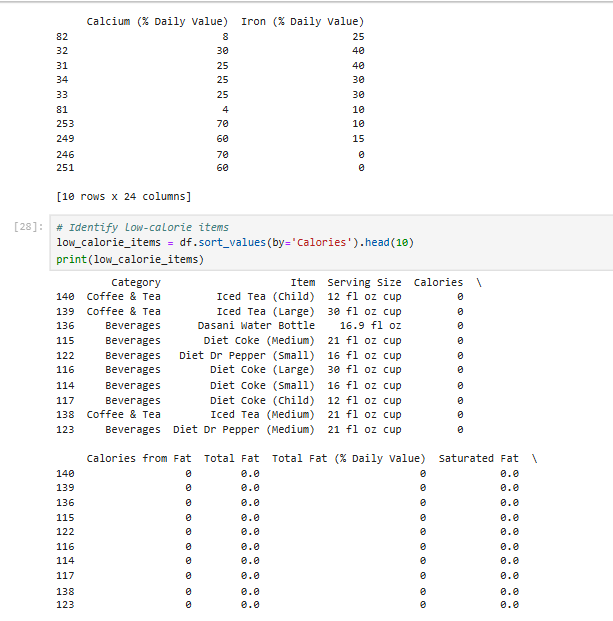 Calcium (% Daily Value)  Iron (% Daily Value)
82 8 25
32 30 40
31 25 40
34 25 30
33 25 30
81 4 10
253 70 10
249 60 15
246 70 0
251 60 0
[10 rows x 24 columns]
[28]: # Identify low-calorie items
low_calorie_items = df.sort_values(by='Calories').head(10)
print(low_calorie_items)
Category Item Serving Size Calories \
140 Coffee & Tea Iced Tea (Child) 12 fl oz cup 0
139 Coffee & Tea Iced Tea (Large) 30 fl oz cup 0
136 Beverages Dasani Water Bottle 16.9 fl oz 0
115 Beverages Diet Coke (Medium) 21 fl oz cup 0
122 Beverages Diet Dr Pepper (Small) 16 fl oz cup 0
116 Beverages Diet Coke (Large) 30 fl oz cup 0
114 Beverages Diet Coke (Small) 16 fl oz cup 0
117 Beverages Diet Coke (Child) 12 fl oz cup 0
138 Coffee & Tea Iced Tea (Medium) 21 fl oz cup 0
123 Beverages Diet Dr Pepper (Medium) 21 fl oz cup 0
Calories from Fat Total Fat Total Fat (% Daily Value) Saturated Fat \
140 0 0.0 0 0.0
139 0 0.0 0 0.0
136 0 0.0 0 0.0
115 0 0.0 0 0.0
122 0 0.0 0 0.0
116 0 0.0 0 0.0
114 0 0.0 0 0.0
117 0 0.0 0 0.0
138 0 0.0 0 0.0
123 0 0.0 0 0.0